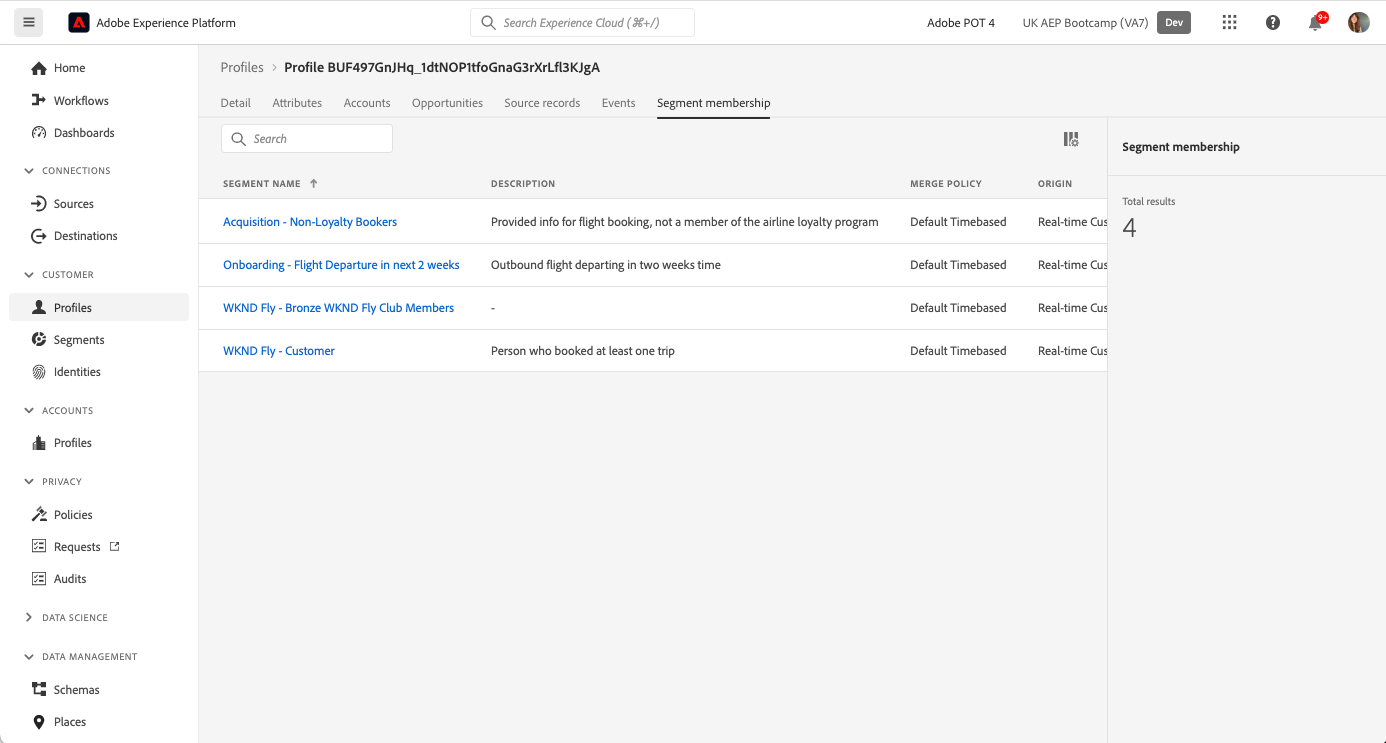 Adobe Experience Platform
Search Experience Cloud (⌘+/)
Adobe POT 4
UK AEP Bootcamp (VA7)
Dev
9+
Home
Workflows
Dashboards
CONNECTIONS
Sources
Destinations
CUSTOMER
Profiles
Segments
Identities
ACCOUNTS
Profiles
PRIVACY
Policies
Requests
Audits
DATA SCIENCE
DATA MANAGEMENT
Schemas
Places
Profiles > Profile BUF497GnJHq_1dtNOP1tfoGnaG3rXrLfl3KJgA
Detail Attributes Accounts Opportunities Source records Events Segment membership
Search
SEGMENT NAME DESCRIPTION MERGE POLICY ORIGIN
Acquisition - Non-Loyalty Bookers Provided info for flight booking, not a member of the airline loyalty program Default Timebased Real-time Cus
Onboarding - Flight Departure in next 2 weeks Outbound flight departing in two weeks time Default Timebased Real-time Cus
WKND Fly - Bronze WKND Fly Club Members - Default Timebased Real-time Cus
WKND Fly - Customer Person who booked at least one trip Default Timebased Real-time Cus
Segment membership
Total results
4